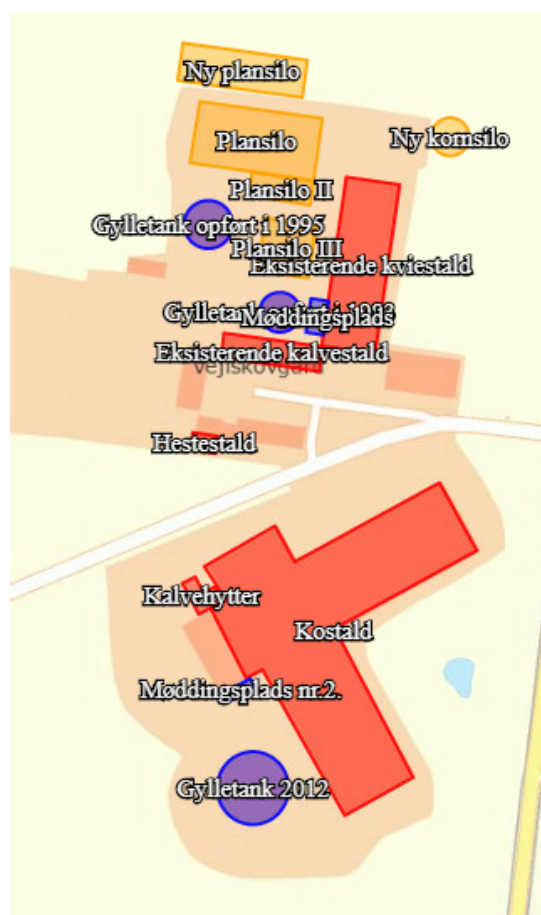 Ny plansilo
Plansilo
Ny kornsilo
Plansilo II
Gylletank opført i 1995
Plansilo III
Eksisterende kviestald
Gylletank
Møddingsplads
Eksisterende kalvestald
Hestestald
Kalvehytter
Kostald
Møddingsplads nr.2.
Gylletank 2012